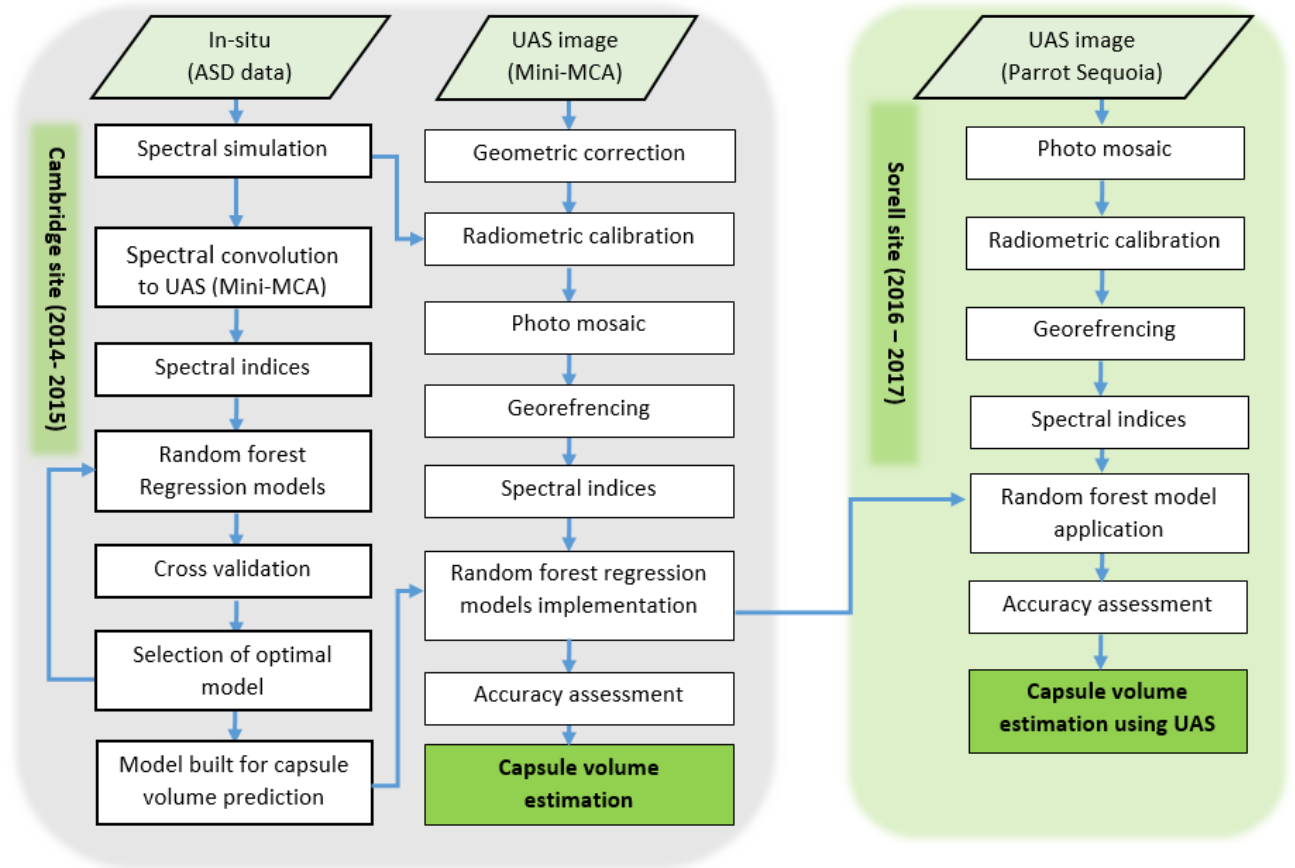 Cambridge site (2014- 2015)
In-situ
(ASD data)
Spectral simulation
Spectral convolution
to UAS (Mini-MCA)
Spectral indices
Random forest
Regression models
Cross validation
Selection of optimal
model
Model built for capsule
volume prediction
UAS image
(Mini-MCA)
Geometric correction
Radiometric calibration
Photo mosaic
Georefrencing
Spectral indices
Random forest regression
models implementation
Accuracy assessment
Capsule volume
estimation
Sorell site (2016 – 2017)
UAS image
(Parrot Sequoia)
Photo mosaic
Radiometric calibration
Georefrencing
Spectral indices
Random forest model
application
Accuracy assessment
Capsule volume
estimation using UAS